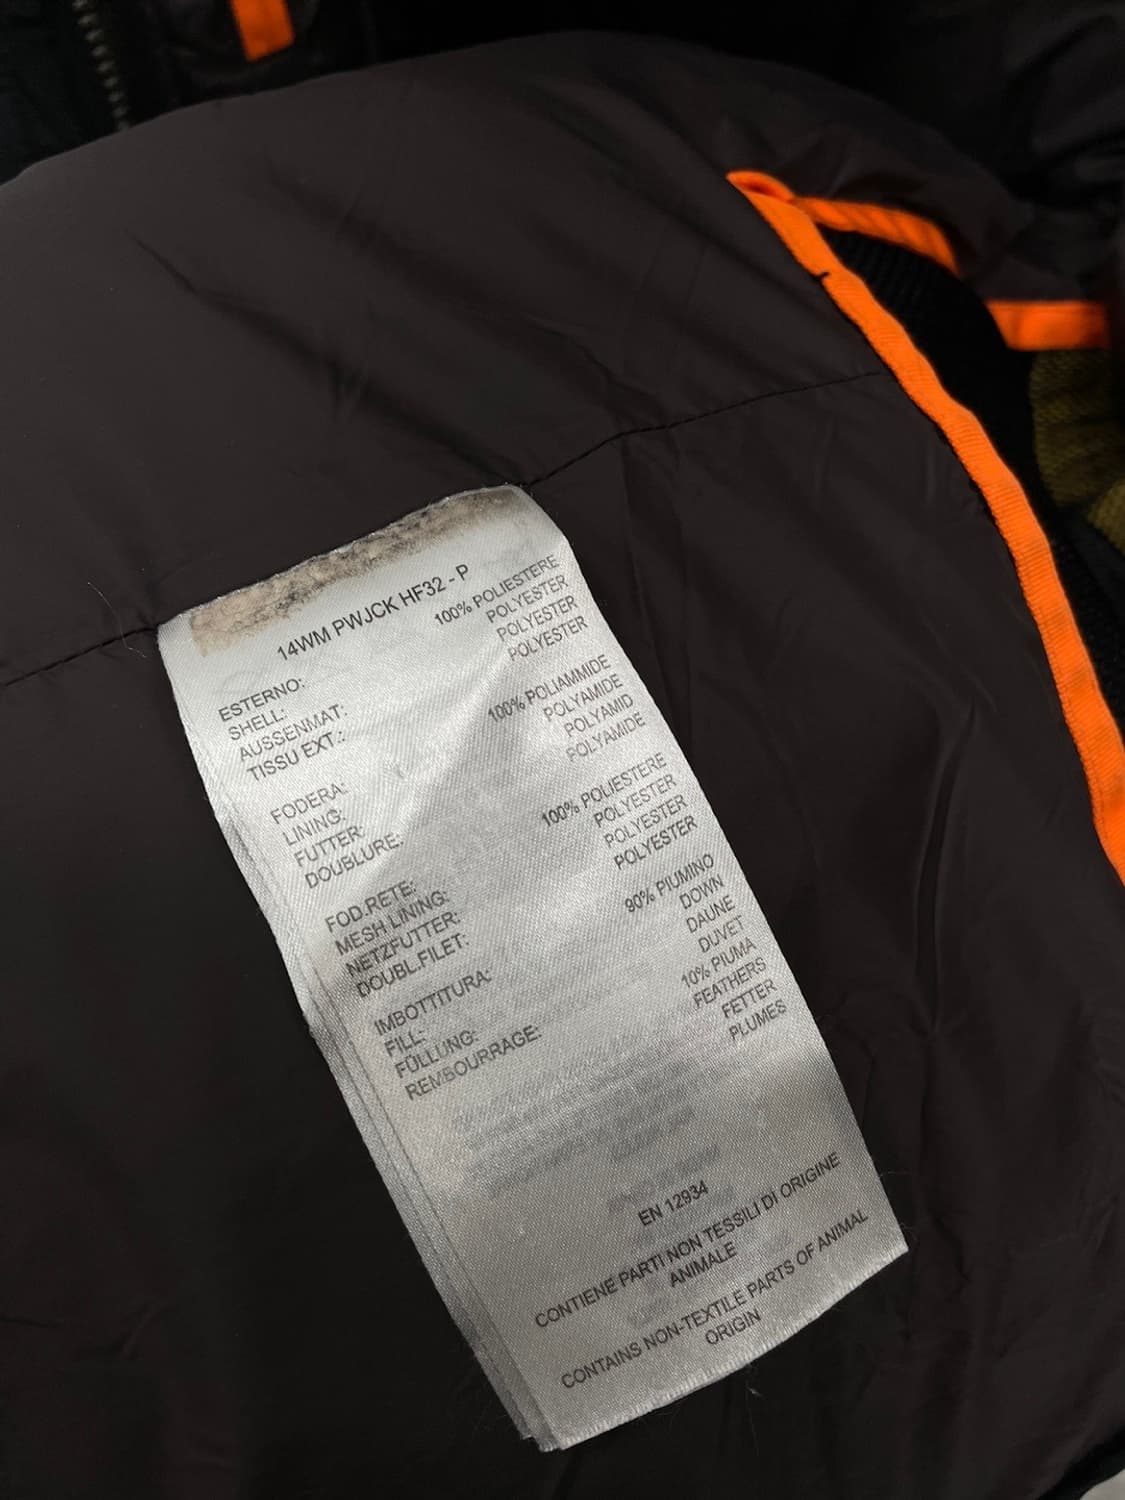 14WM PWJCK HF32 - P
ESTERNO: 100% POLIESTERE
SHELL: POLYESTER
AUSSENMAT: POLYESTER
TISSU EXT.: POLYESTER
FODERA: 100% POLIAMMIDE
LINING: POLYAMIDE
FUTTER: POLYAMID
DOUBLURE: POLYAMIDE
FOD.RETE: 100% POLIESTERE
MESH LINING: POLYESTER
NETZFUTTER: POLYESTER
DOUBL.FILET: POLYESTER
IMBOTTITURA: 90% PIUMINO
FILL: DOWN
FÜLLUNG: DAUNE
REMBOURRAGE: DUVET
10% PIUMA
FEATHERS
FETTER
PLUMES
EN 12934
CONTIENE PARTI NON TESSILI DI ORIGINE
ANIMALE
CONTAINS NON-TEXTILE PARTS OF ANIMAL
ORIGIN